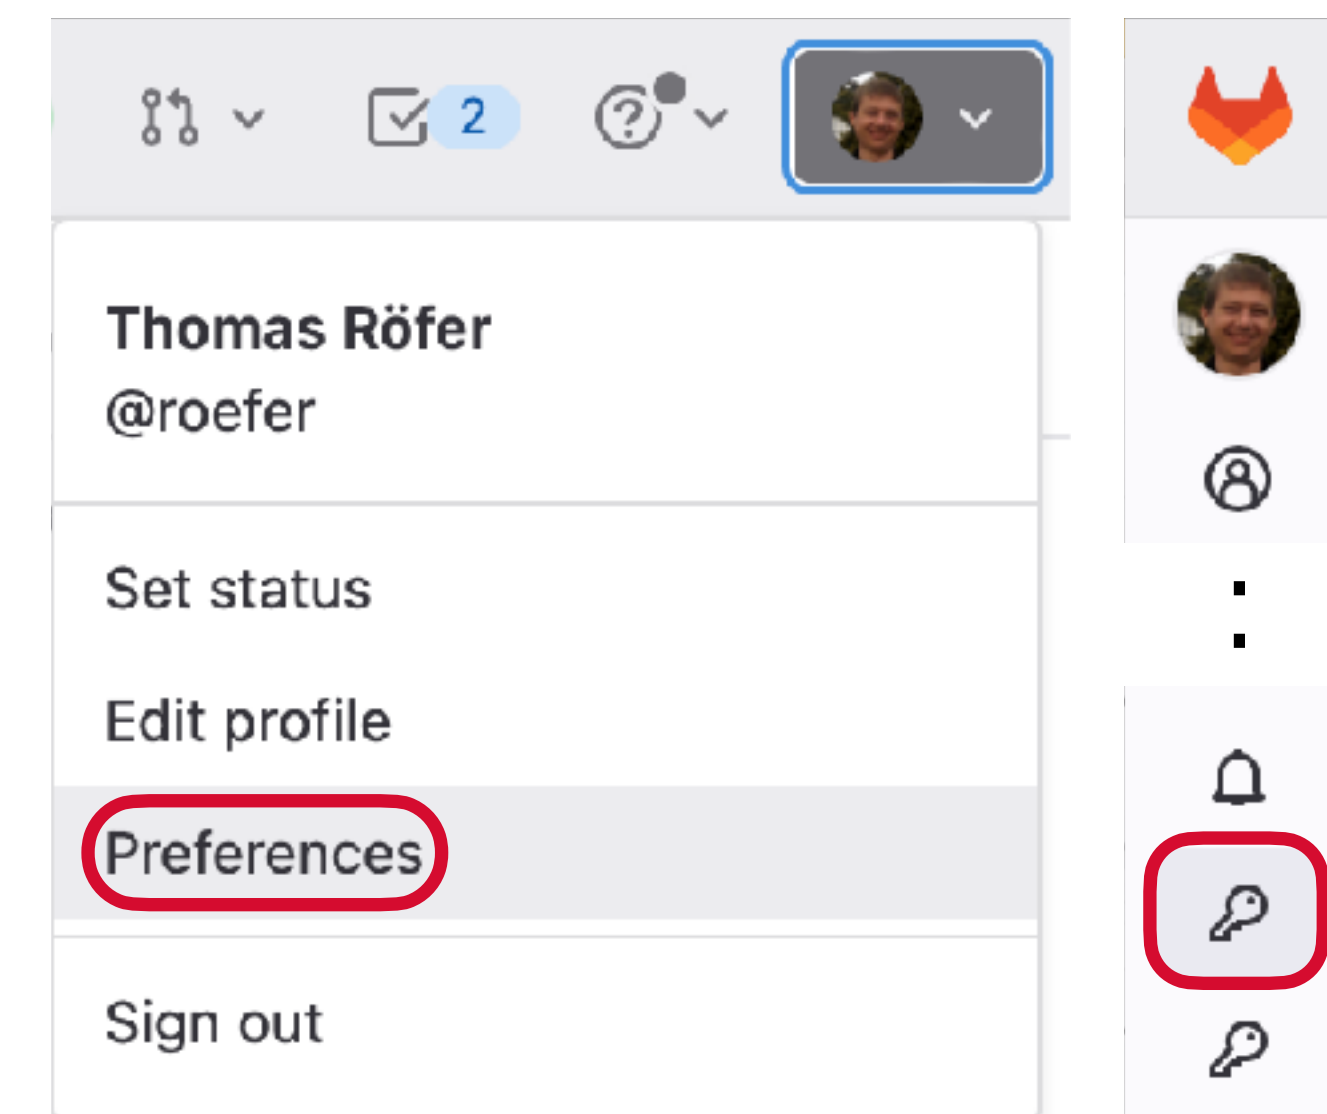 2
Thomas Röfer
@roefer
Set status
Edit profile
Preferences
Sign out